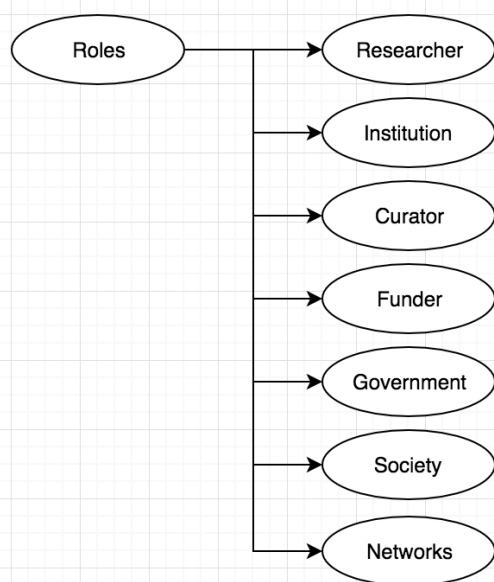 Roles
Researcher
Institution
Curator
Funder
Government
Society
Networks